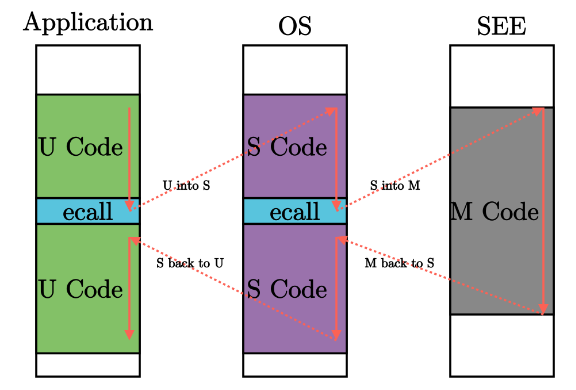 Application
OS
SEE
U Code
S Code
U into S
S into M
ecall
ecall
M Code
S back to U
M back to S
U Code
S Code